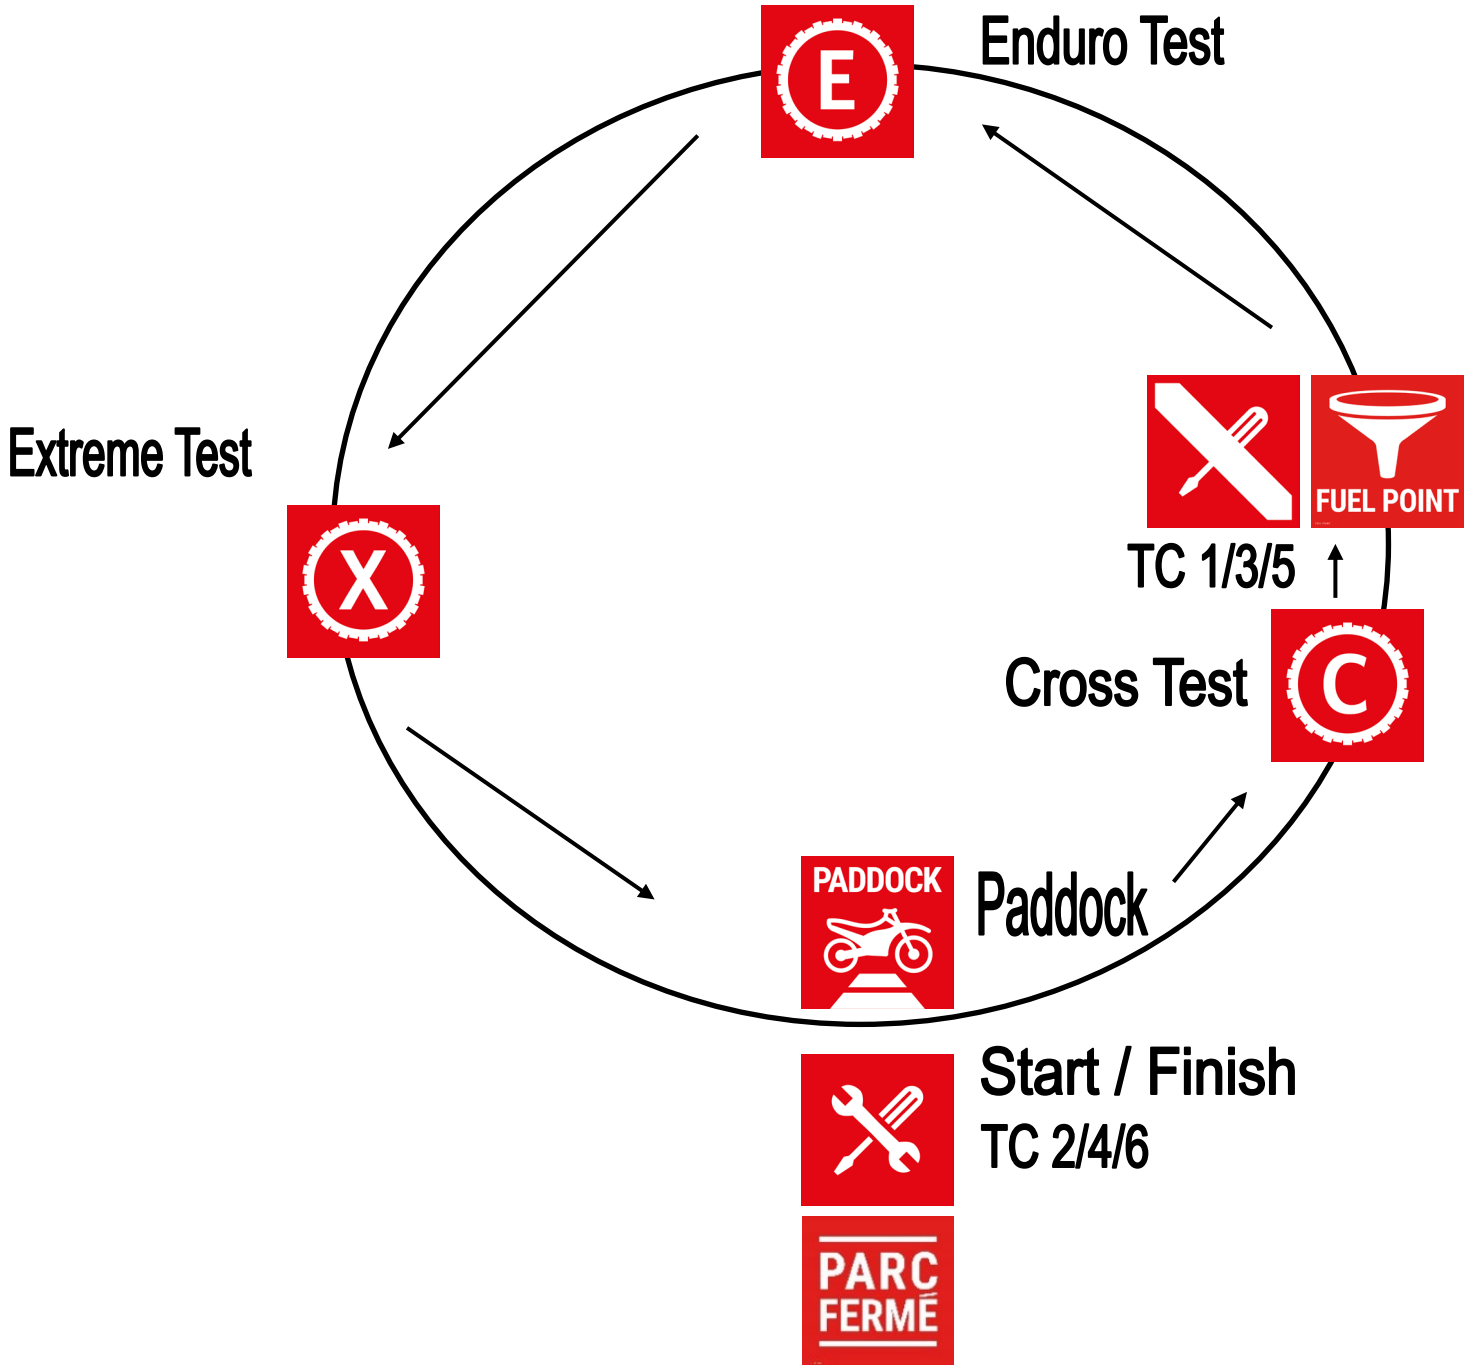 E
Enduro Test
Extreme Test
X
FUEL POINT
TC 1/3/5
Cross Test
C
PADDOCK
Paddock
Start / Finish
TC 2/4/6
PARC
FERMÉ